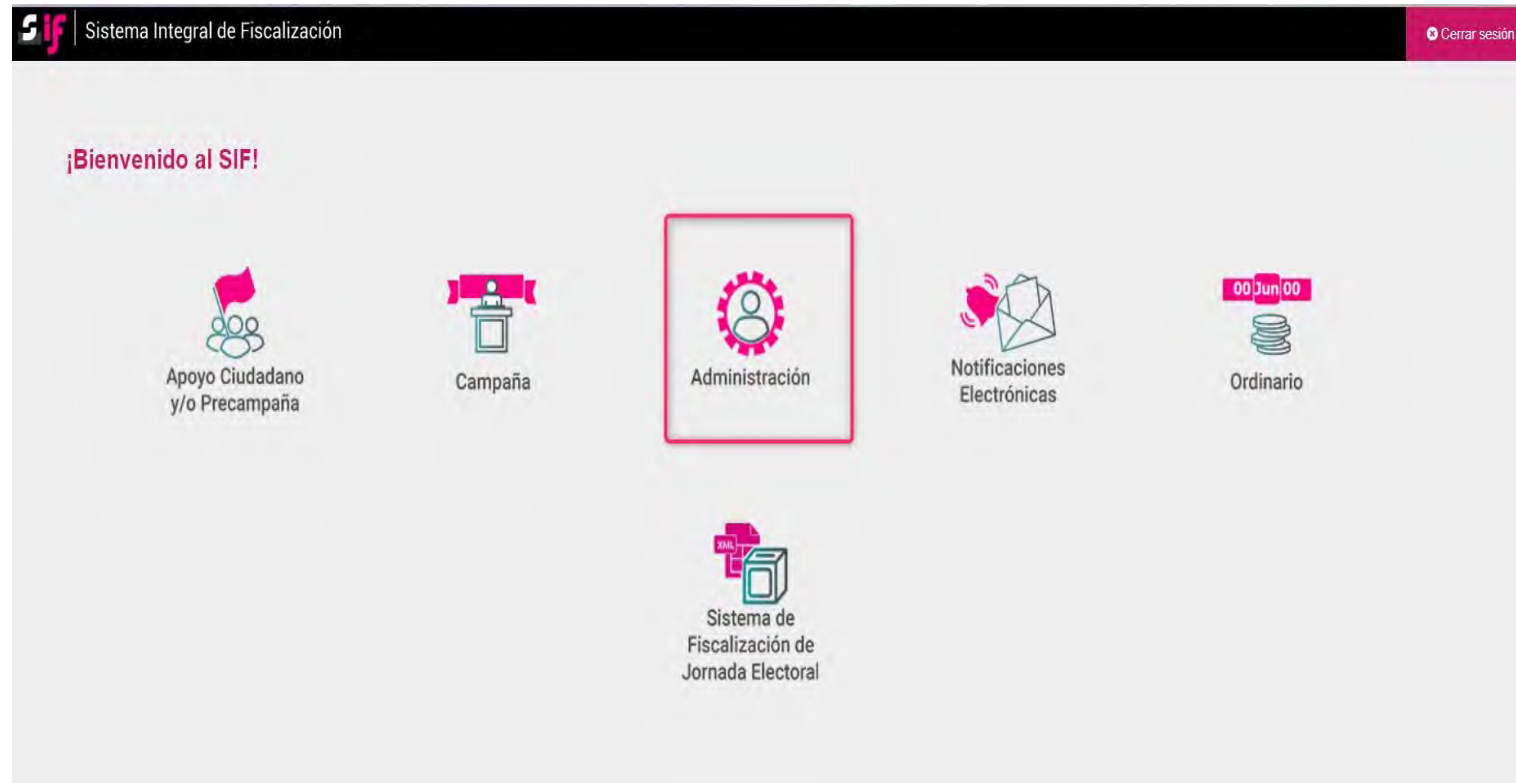 SIF Sistema Integral de Fiscalización
Cerrar sesión
¡Bienvenido al SIF!
Apoyo Ciudadano
y/o Precampaña
Campaña
Administración
Notificaciones
Electrónicas
00 Jun 00
Ordinario
XML
Sistema de
Fiscalización de
Jornada Electoral